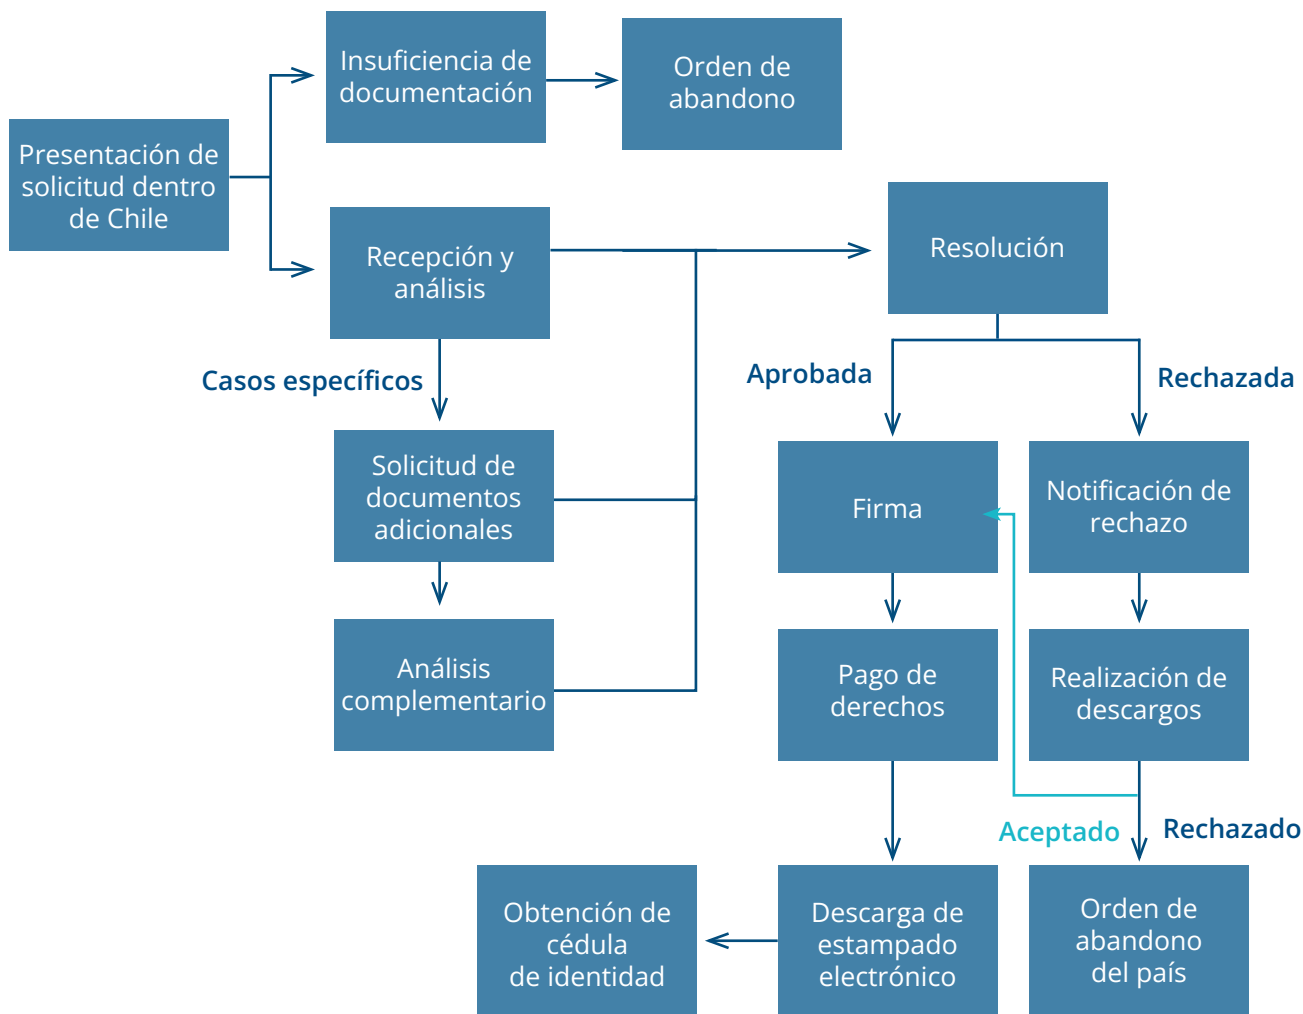 Insuficiencia de
documentación
Orden de
abandono
Presentación de
solicitud dentro
de Chile
Recepción y
análisis
Resolución
Casos específicos
Aprobada
Rechazada
Solicitud de
documentos
adicionales
Firma
Notificación de
rechazo
Análisis
complementario
Pago de
derechos
Realización de
descargos
Aceptado
Rechazado
Obtención de
cédula
de identidad
Descarga de
estampado
electrónico
Orden de
abandono
del país